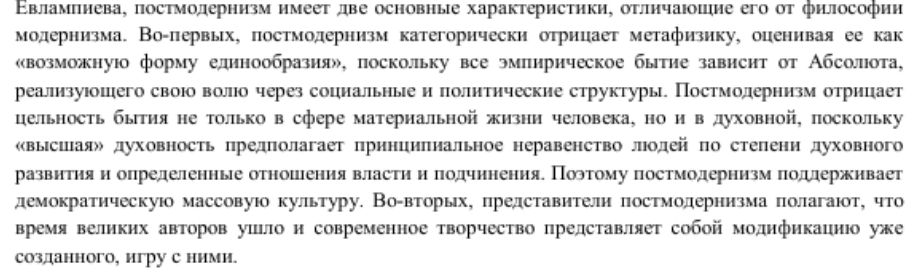 Евлампиева, постмодернизм имеет две основные характеристики, отличающие его от философии
модернизма. Во-первых, постмодернизм категорически отрицает метафизику, оценивая ее как
«возможную форму единообразия», поскольку все эмпирическое бытие зависит от Абсолюта,
реализующего свою волю через социальные и политические структуры. Постмодернизм отрицает
цельность бытия не только в сфере материальной жизни человека, но и в духовной, поскольку
«высшая» духовность предполагает принципиальное неравенство людей по степени духовного
развития и определенные отношения власти и подчинения. Поэтому постмодернизм поддерживает
демократическую массовую культуру. Во-вторых, представители постмодернизма полагают, что
время великих авторов ушло и современное творчество представляет собой модификацию уже
созданного, игру с ними.